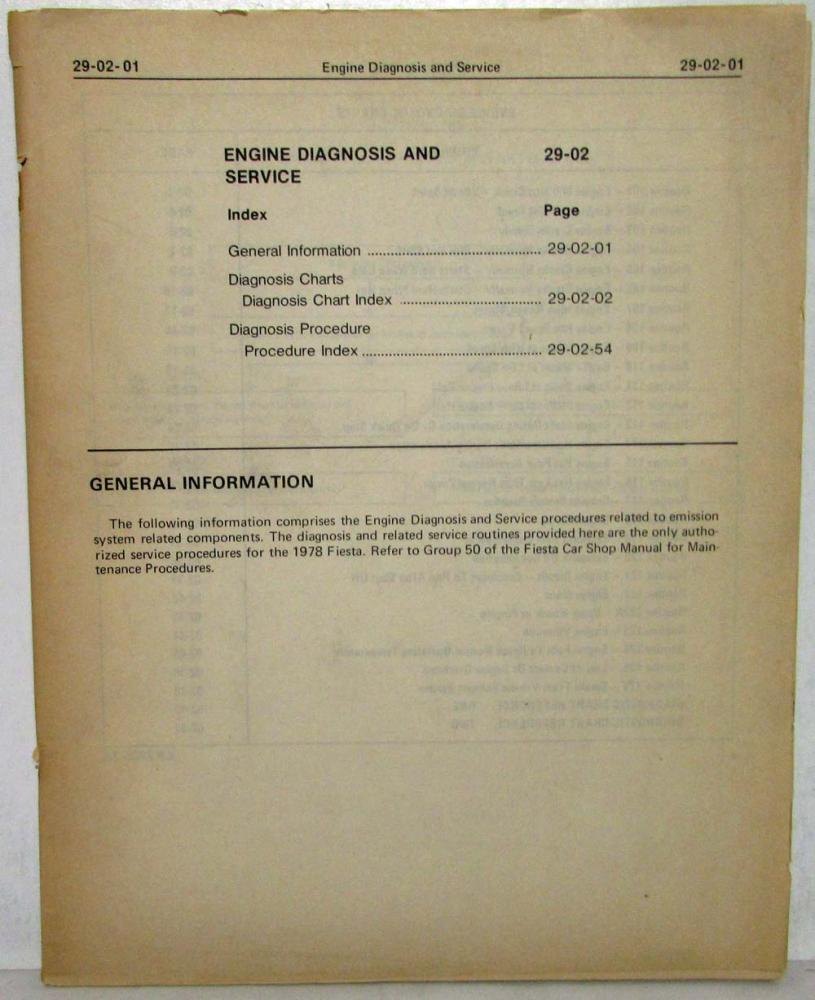 29-02-01 Engine Diagnosis and Service 29-02-01
ENGINE DIAGNOSIS AND 29-02
SERVICE
Index Page
General Information ........................................ 29-02-01
Diagnosis Charts
Diagnosis Chart Index ................................. 29-02-02
Diagnosis Procedure
Procedure Index .......................................... 29-02-54
GENERAL INFORMATION
The following information comprises the Engine Diagnosis and Service procedures related to emission
system related components. The diagnosis and related service routines provided here are the only autho-
rized service procedures for the 1978 Fiesta. Refer to Group 50 of the Fiesta Car Shop Manual for Main-
tenance Procedures.